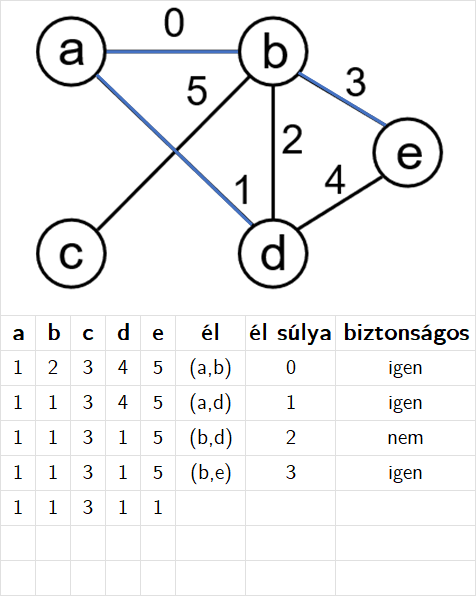 0
a b
5 3
2
e
1 4
c d
a b c d e él él súlya biztonságos
1 2 3 4 5 (a,b) 0 igen
1 1 3 4 5 (a,d) 1 igen
1 1 3 1 5 (b,d) 2 nem
1 1 3 1 5 (b,e) 3 igen
1 1 3 1 1